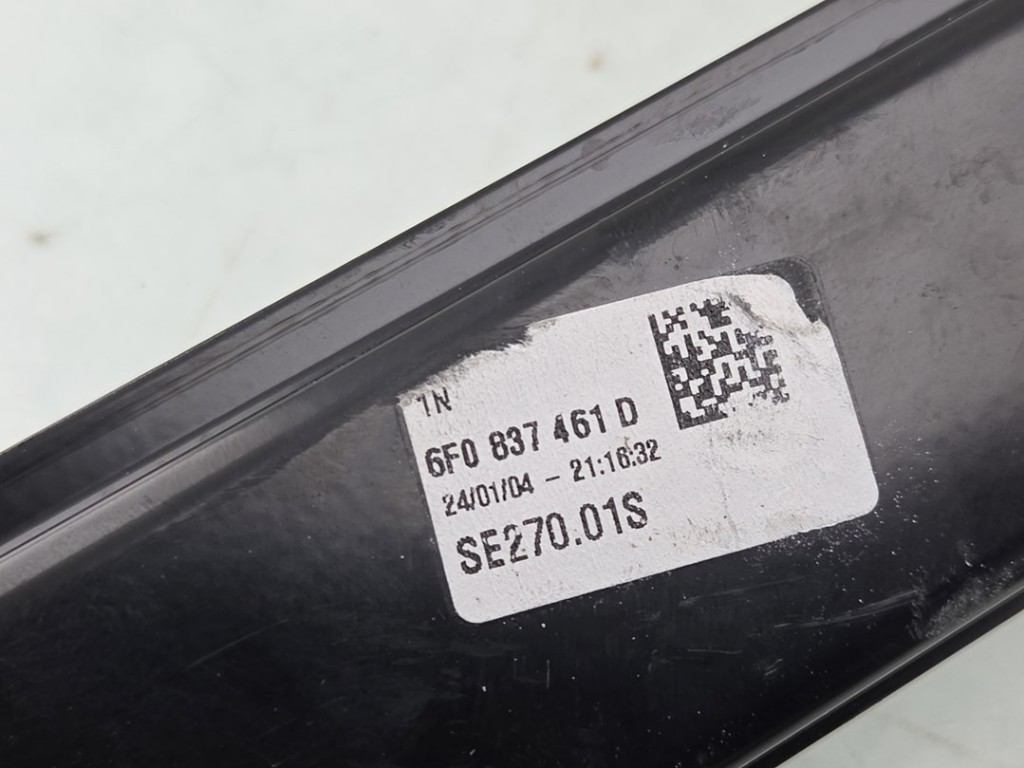 1N
6F0 837 461 D
24/01/04 - 21:16:32
SE270.01S